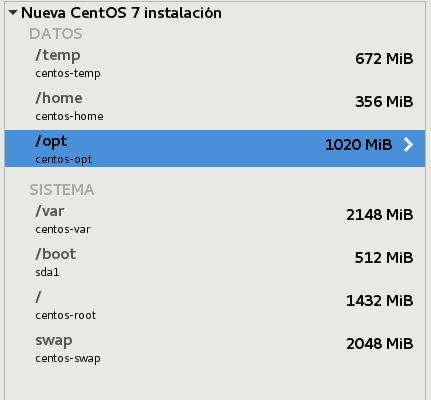 Nueva CentOS 7 instalación
DATOS
/temp 672 MiB
centos-temp
/home 356 MiB
centos-home
/opt 1020 MiB
centos-opt
SISTEMA
/var 2148 MiB
centos-var
/boot 512 MiB
sda1
/ 1432 MiB
centos-root
swap 2048 MiB
centos-swap